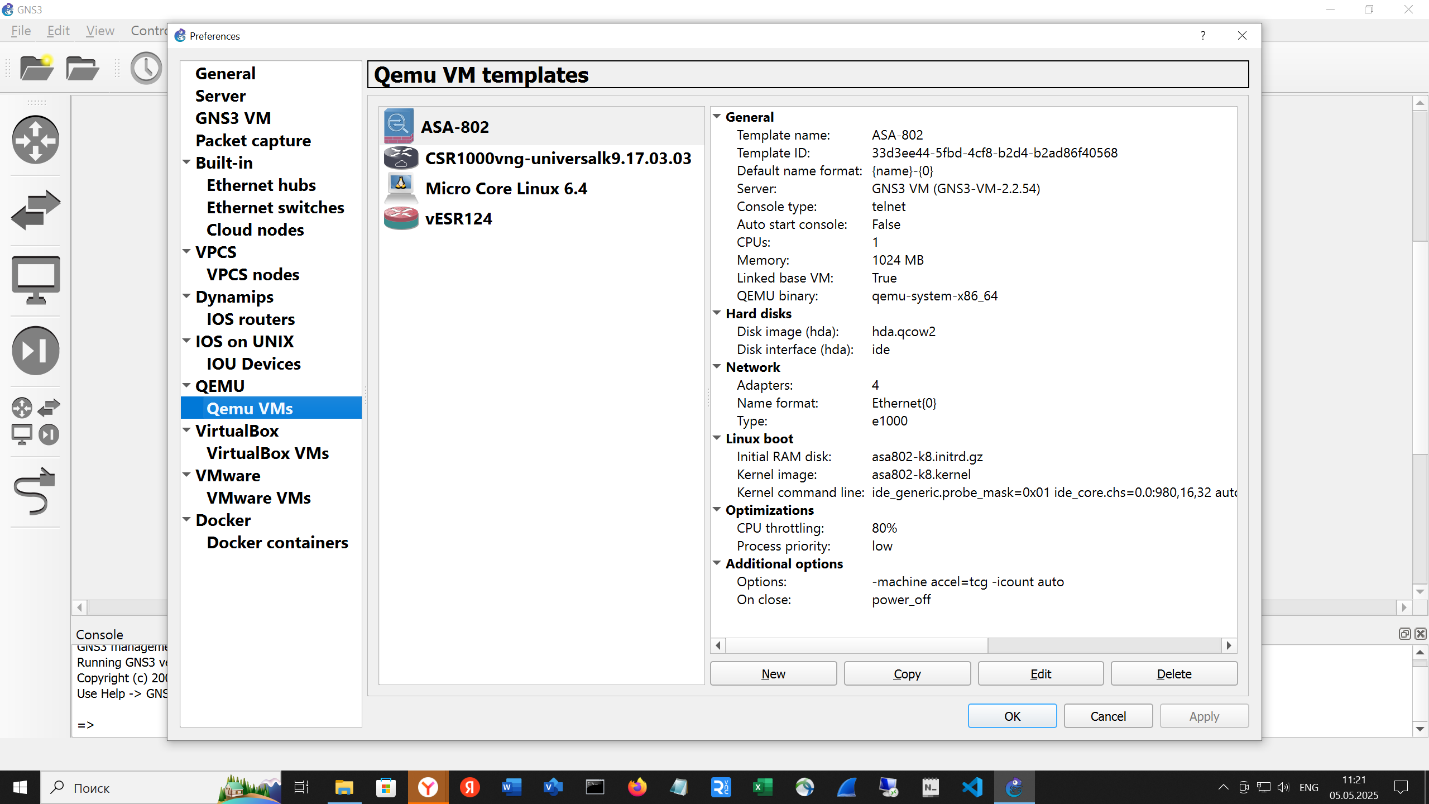 GNS3
File Edit View Contro
Preferences
?
General
Server
GNS3 VM
Packet capture
Built-in
Ethernet hubs
Ethernet switches
Cloud nodes
VPCS
VPCS nodes
Dynamips
IOS routers
IOS on UNIX
IOU Devices
QEMU
Qemu VMs
VirtualBox
VirtualBox VMs
VMware
VMware VMs
Docker
Docker containers
Qemu VM templates
ASA-802
CSR1000vng-universalk9.17.03.03
Micro Core Linux 6.4
vESR124
General
Template name: ASA-802
Template ID: 33d3ee44-5fbd-4cf8-b2d4-b2ad86f40568
Default name format: {name}-{0}
Server: GNS3 VM (GNS3-VM-2.2.54)
Console type: telnet
Auto start console: False
CPUs: 1
Memory: 1024 MB
Linked base VM: True
QEMU binary: qemu-system-x86_64
Hard disks
Disk image (hda): hda.qcow2
Disk interface (hda): ide
Network
Adapters: 4
Name format: Ethernet{0}
Type: e1000
Linux boot
Initial RAM disk: asa802-k8.initrd.gz
Kernel image: asa802-k8.kernel
Kernel command line: ide_generic.probe_mask=0x01 ide_core.chs=0.0:980,16,32 auto
Optimizations
CPU throttling: 80%
Process priority: low
Additional options
Options: -machine accel=tcg -icount auto
On close: power_off
New Copy Edit Delete
OK Cancel Apply
Console
GNS3 manageme
Running GNS3 ve
Copyright (c) 200
Use Help -> GNS
=>
Поиск
ENG
11:21
05.05.2025